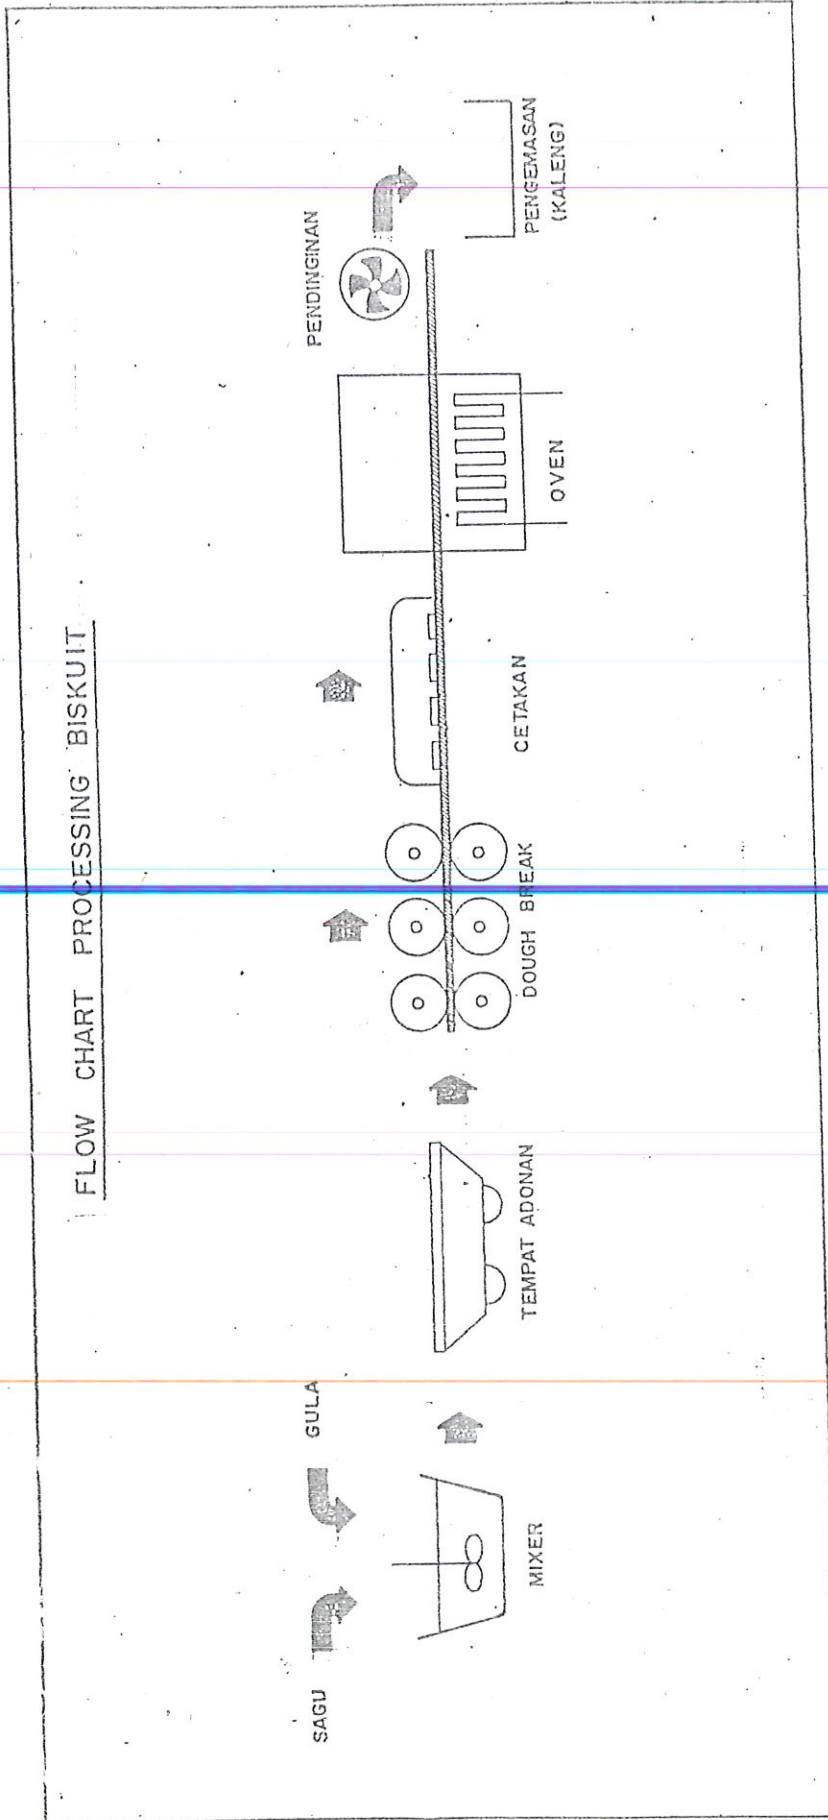 FLOW CHART PROCESSING BISKUIT
SAGU
GULA
MIXER
TEMPAT ADONAN
DOUGH BREAK
CETAKAN
OVEN
PENDINGINAN
PENGEMASAN
(KALENG)